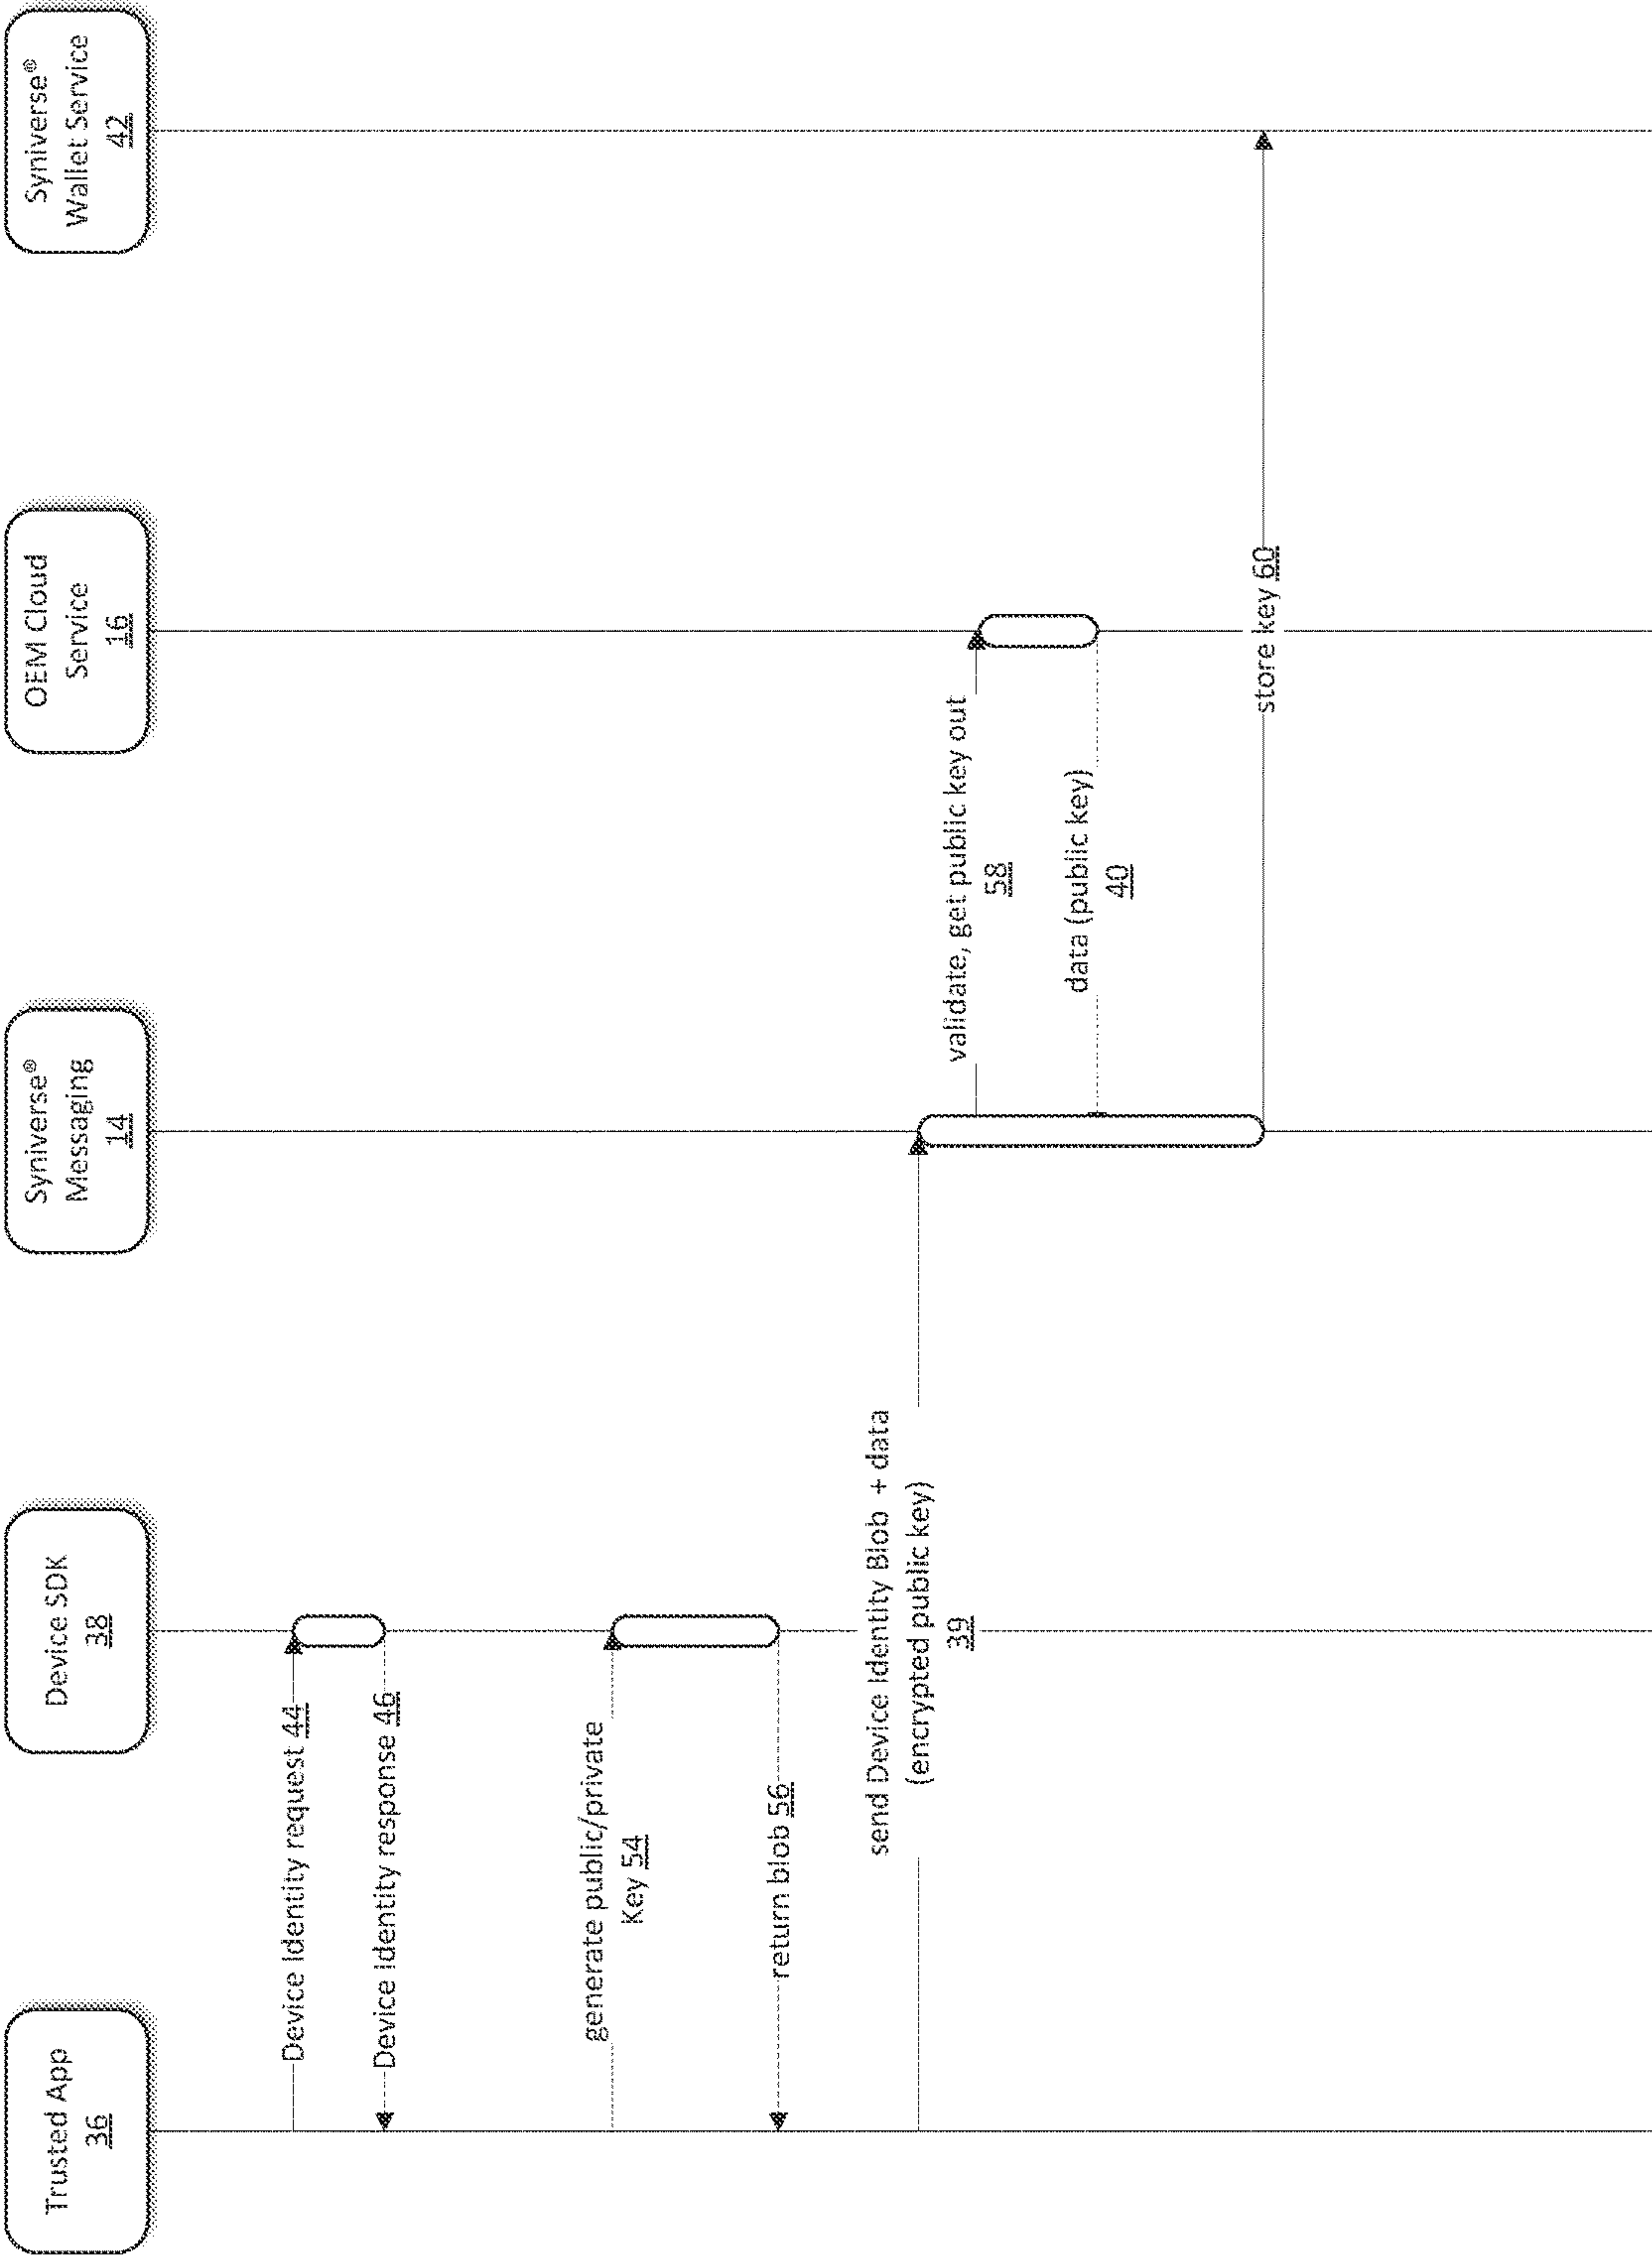 Trusted App
36
Device SDK
38
Syniverse®
Messaging
14
OEM Cloud
Service
16
Syniverse®
Wallet Service
42
Device Identity request 44
Device Identity response 46
generate public/private
Key 54
return blob 56
send Device Identity Blob + data
(encrypted public key)
39
validate, get public key out
58
data (public key)
40
store key 60